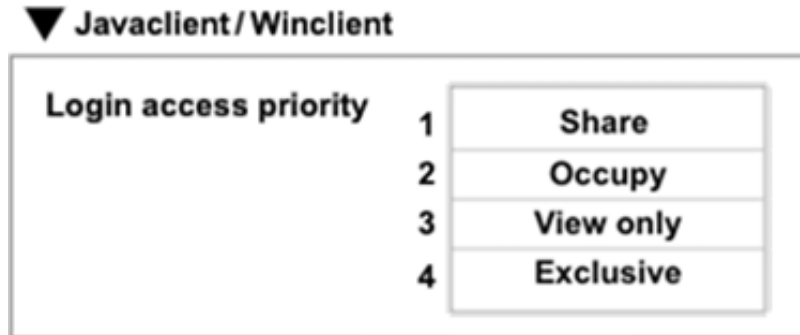 Javaclient/Winclient
Login access priority
1 Share
2 Occupy
3 View only
4 Exclusive